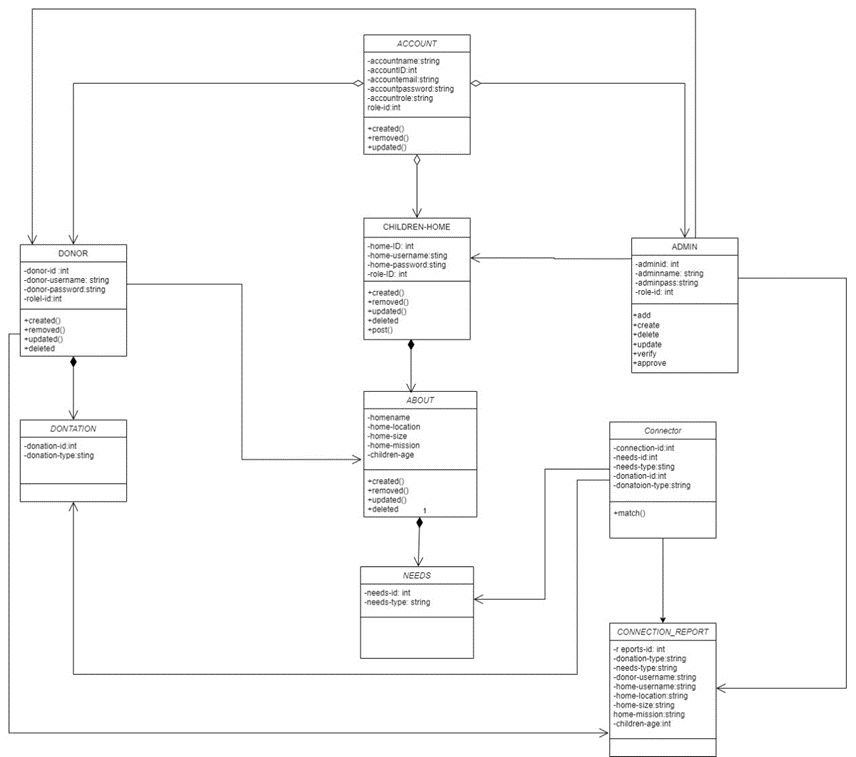 ACCOUNT
-accountname:string
-accountID:int
-accountemail:string
-accountpassword:string
-accountrole:string
role-id:int
+created()
+removed()
+updated()
CHILDREN-HOME
-home-ID: int
-home-username:sting
-home-password:sting
-role-ID: int
+created()
+removed()
+updated()
+deleted
+post()
DONOR
-donor-id :int
-donor-username: string
-donor-password:string
-rolel-id:int
+created()
+removed()
+updated()
+deleted
ADMIN
-adminid: int
-adminname: string
-adminpass:string
-role-id: int
+add
+create
+delete
+update
+verify
+approve
DONTATION
-donation-id:int
-donation-type:sting
ABOUT
-homename
-home-location
-home-size
-home-mission
-children-age
+created()
+removed()
+updated()
+deleted
1
Connector
-connection-id:int
-needs-id:int
-needs-type:sting
-donation-id:int
-donatoion-type:string
+match()
NEEDS
-needs-id: int
-needs-type: string
CONNECTION_REPORT
-r eports-id: int
-donation-type:string
-needs-type:string
-donor-username:string
-home-username:string
-home-location:string
-home-size:string
home-mission:string
-children-age:int